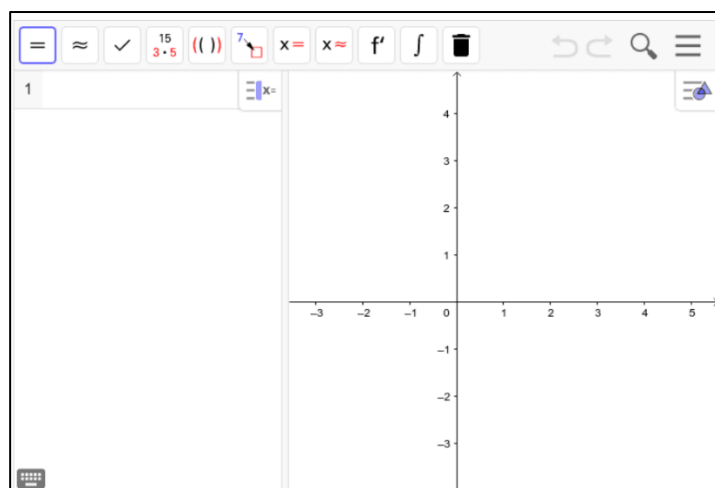 = ≈ ✓ 15 3 • 5 (( )) 7 x = x ≈ f′ ∫
1 x=
4
3
2
1
–3 –2 –1 0 1 2 3 4 5
–1
–2
–3